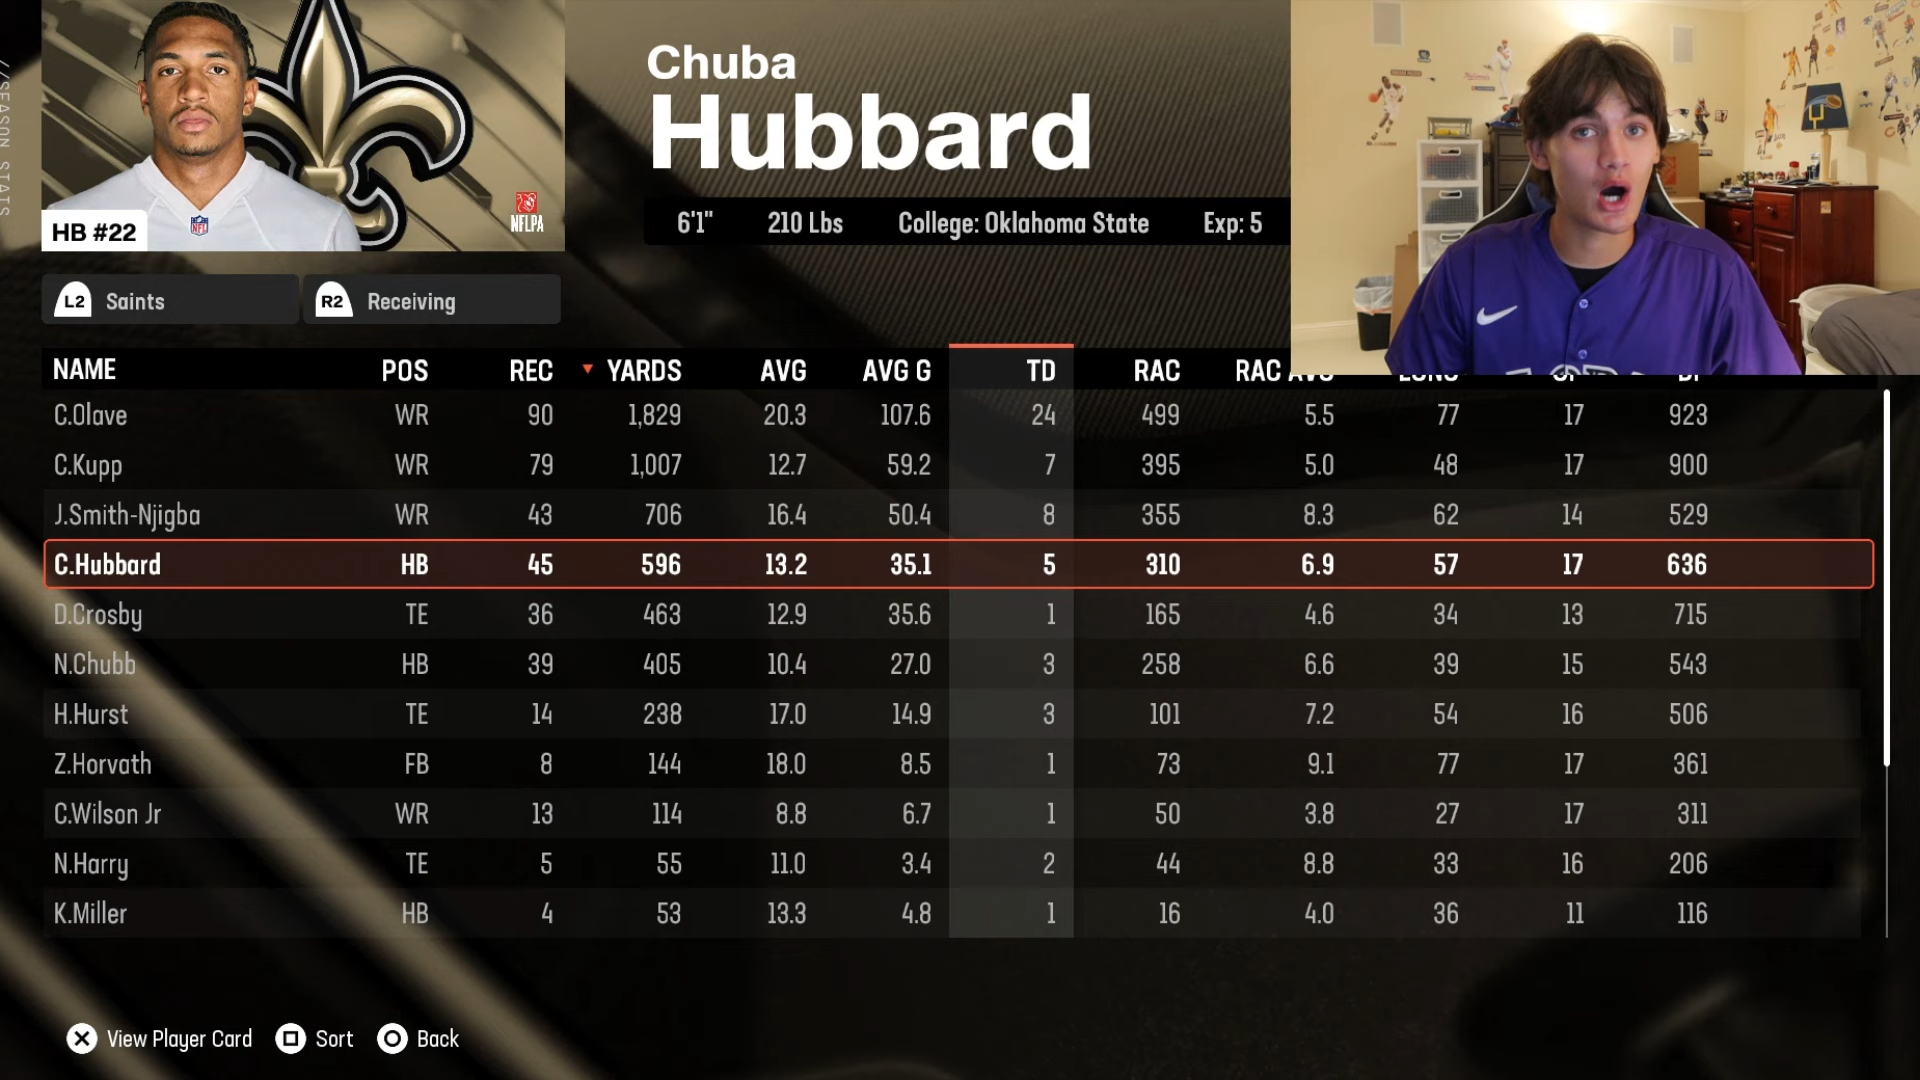 //SEASON STATS
Chuba
Hubbard
6'1" 210 Lbs College: Oklahoma State Exp: 5
HB #22
NFL
NFLPA
L2 Saints R2 Receiving
NAME POS REC YARDS AVG AVG G TD RAC RAC AVG
C.Olave WR 90 1,829 20.3 107.6 24 499 5.5 77 17 923
C.Kupp WR 79 1,007 12.7 59.2 7 395 5.0 48 17 900
J.Smith-Njigba WR 43 706 16.4 50.4 8 355 8.3 62 14 529
C.Hubbard HB 45 596 13.2 35.1 5 310 6.9 57 17 636
D.Crosby TE 36 463 12.9 35.6 1 165 4.6 34 13 715
N.Chubb HB 39 405 10.4 27.0 3 258 6.6 39 15 543
H.Hurst TE 14 238 17.0 14.9 3 101 7.2 54 16 506
Z.Horvath FB 8 144 18.0 8.5 1 73 9.1 77 17 361
C.Wilson Jr WR 13 114 8.8 6.7 1 50 3.8 27 17 311
N.Harry TE 5 55 11.0 3.4 2 44 8.8 33 16 206
K.Miller HB 4 53 13.3 4.8 1 16 4.0 36 11 116
View Player Card Sort Back